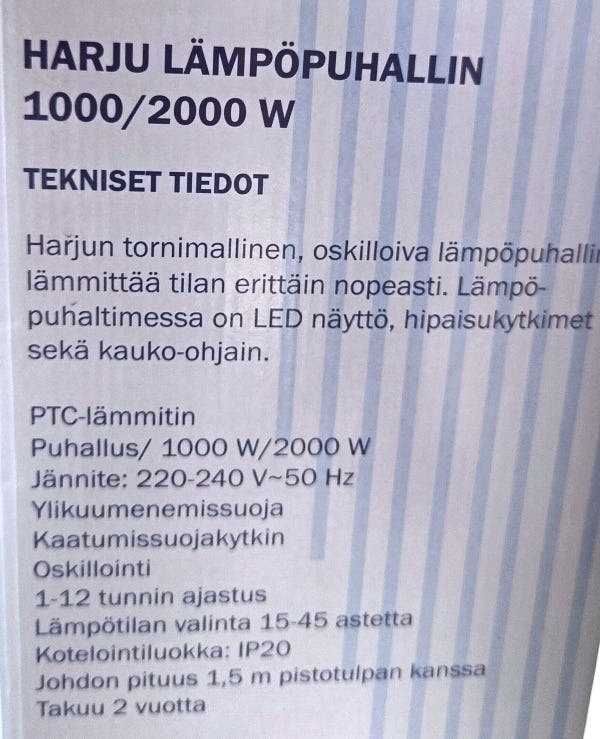 HARJU LÄMPÖPUHALLIN
1000/2000 W
TEKNISET TIEDOT
Harjun tornimallinen, oskilloiva lämpöpuhallin
lämmittää tilan erittäin nopeasti. Lämpö-
puhaltimessa on LED näyttö, hipaisukytkimet
sekä kauko-ohjain.
PTC-lämmitin
Puhallus/ 1000 W/2000 W
Jännite: 220-240 V~50 Hz
Ylikuumenemissuoja
Kaatumissuojakytkin
Oskillointi
1-12 tunnin ajastus
Lämpötilan valinta 15-45 astetta
Kotelointiluokka: IP20
Johdon pituus 1,5 m pistotulpan kanssa
Takuu 2 vuotta